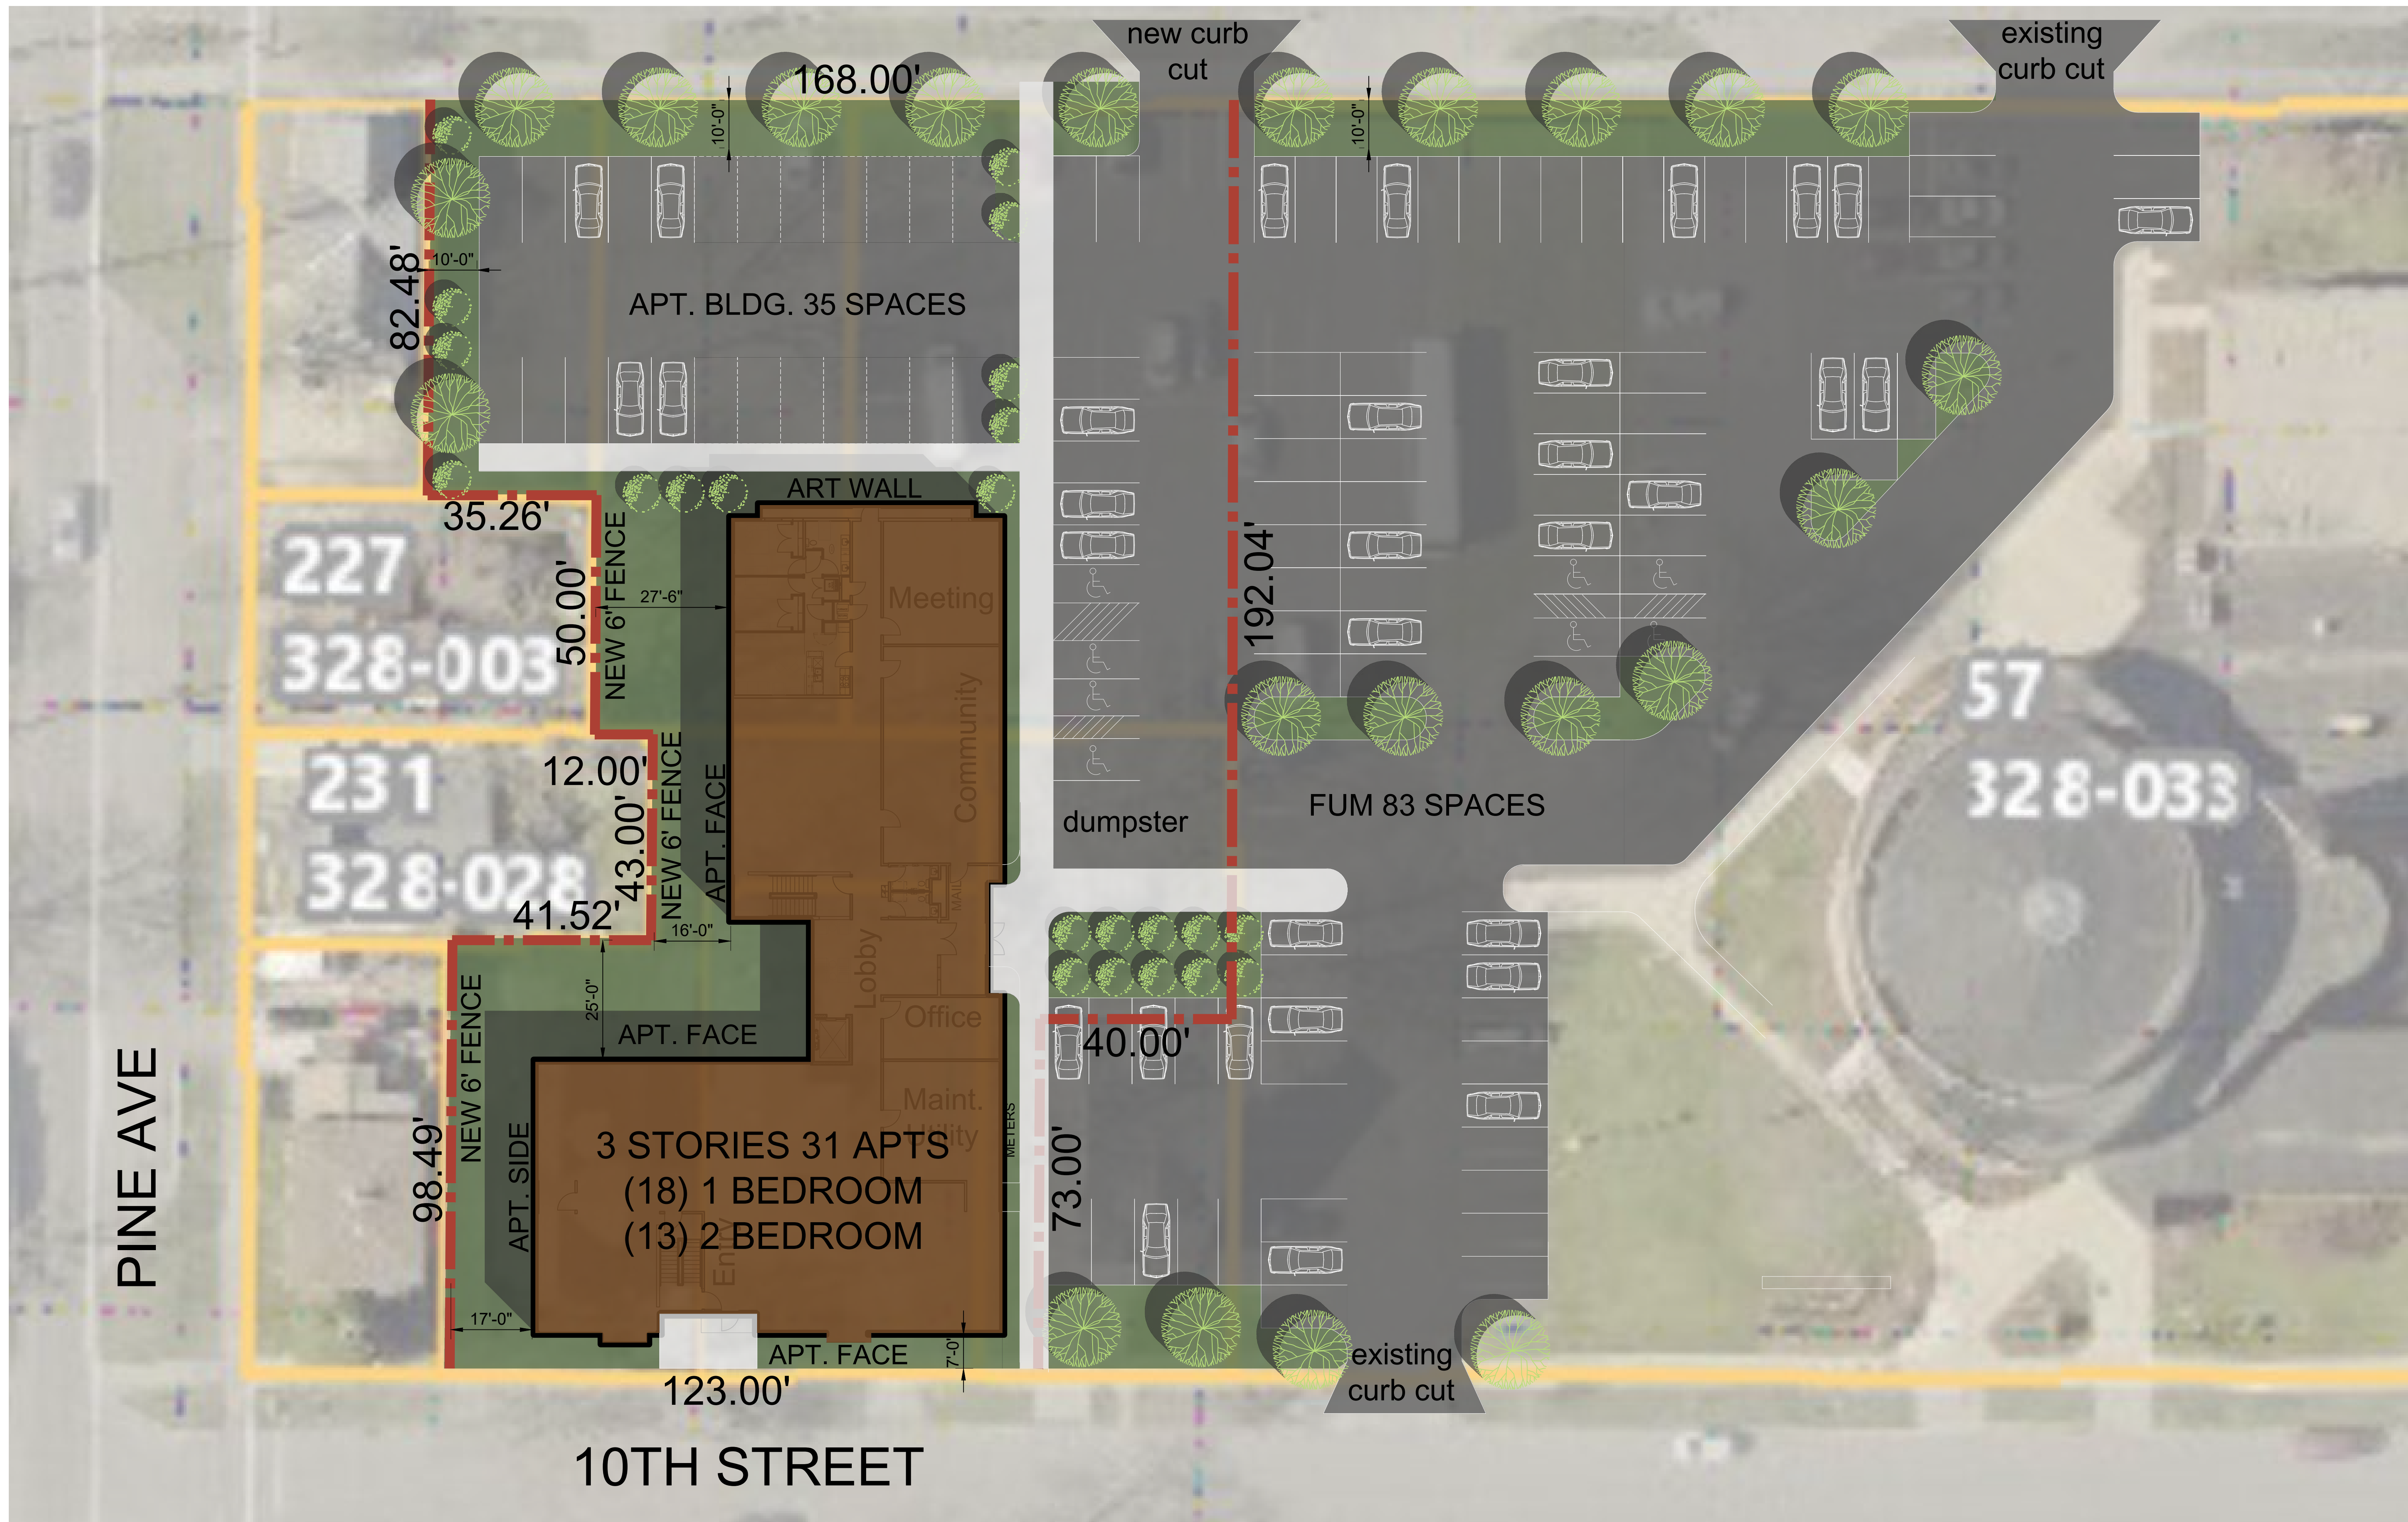 new curb
cut
existing
curb cut
168.00'
10'-0"
10'-0"
82.48'
10'-0"
APT. BLDG. 35 SPACES
35.26'
ART WALL
227
328-003
50.00'
NEW 6' FENCE
27'-6"
Meeting
192.04'
Community
57
328-033
231
328-028
12.00'
43.00'
NEW 6' FENCE
APT. FACE
dumpster
FUM 83 SPACES
41.52'
16'-0"
MAIL
Lobby
NEW 6' FENCE
25'-0"
APT. FACE
Office
40.00'
PINE AVE
98.49'
APT. SIDE
Maint.
Utility
METERS
73.00'
3 STORIES 31 APTS
(18) 1 BEDROOM
(13) 2 BEDROOM
Entry
17'-0"
APT. FACE
7'-0"
existing
curb cut
123.00'
10TH STREET